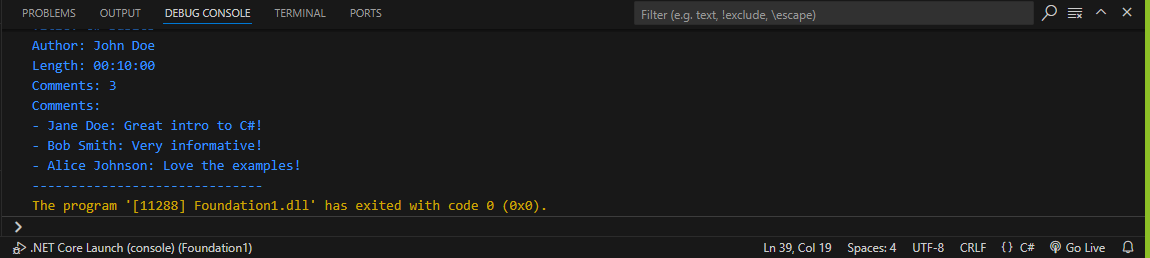 PROBLEMS OUTPUT DEBUG CONSOLE TERMINAL PORTS Filter (e.g. text, !exclude, \escape)
Author: John Doe
Length: 00:10:00
Comments: 3
Comments:
- Jane Doe: Great intro to C#!
- Bob Smith: Very informative!
- Alice Johnson: Love the examples!
------------------------------
The program '[11288] Foundation1.dll' has exited with code 0 (0x0).
>
.NET Core Launch (console) (Foundation1) Ln 39, Col 19 Spaces: 4 UTF-8 CRLF {} C# Go Live